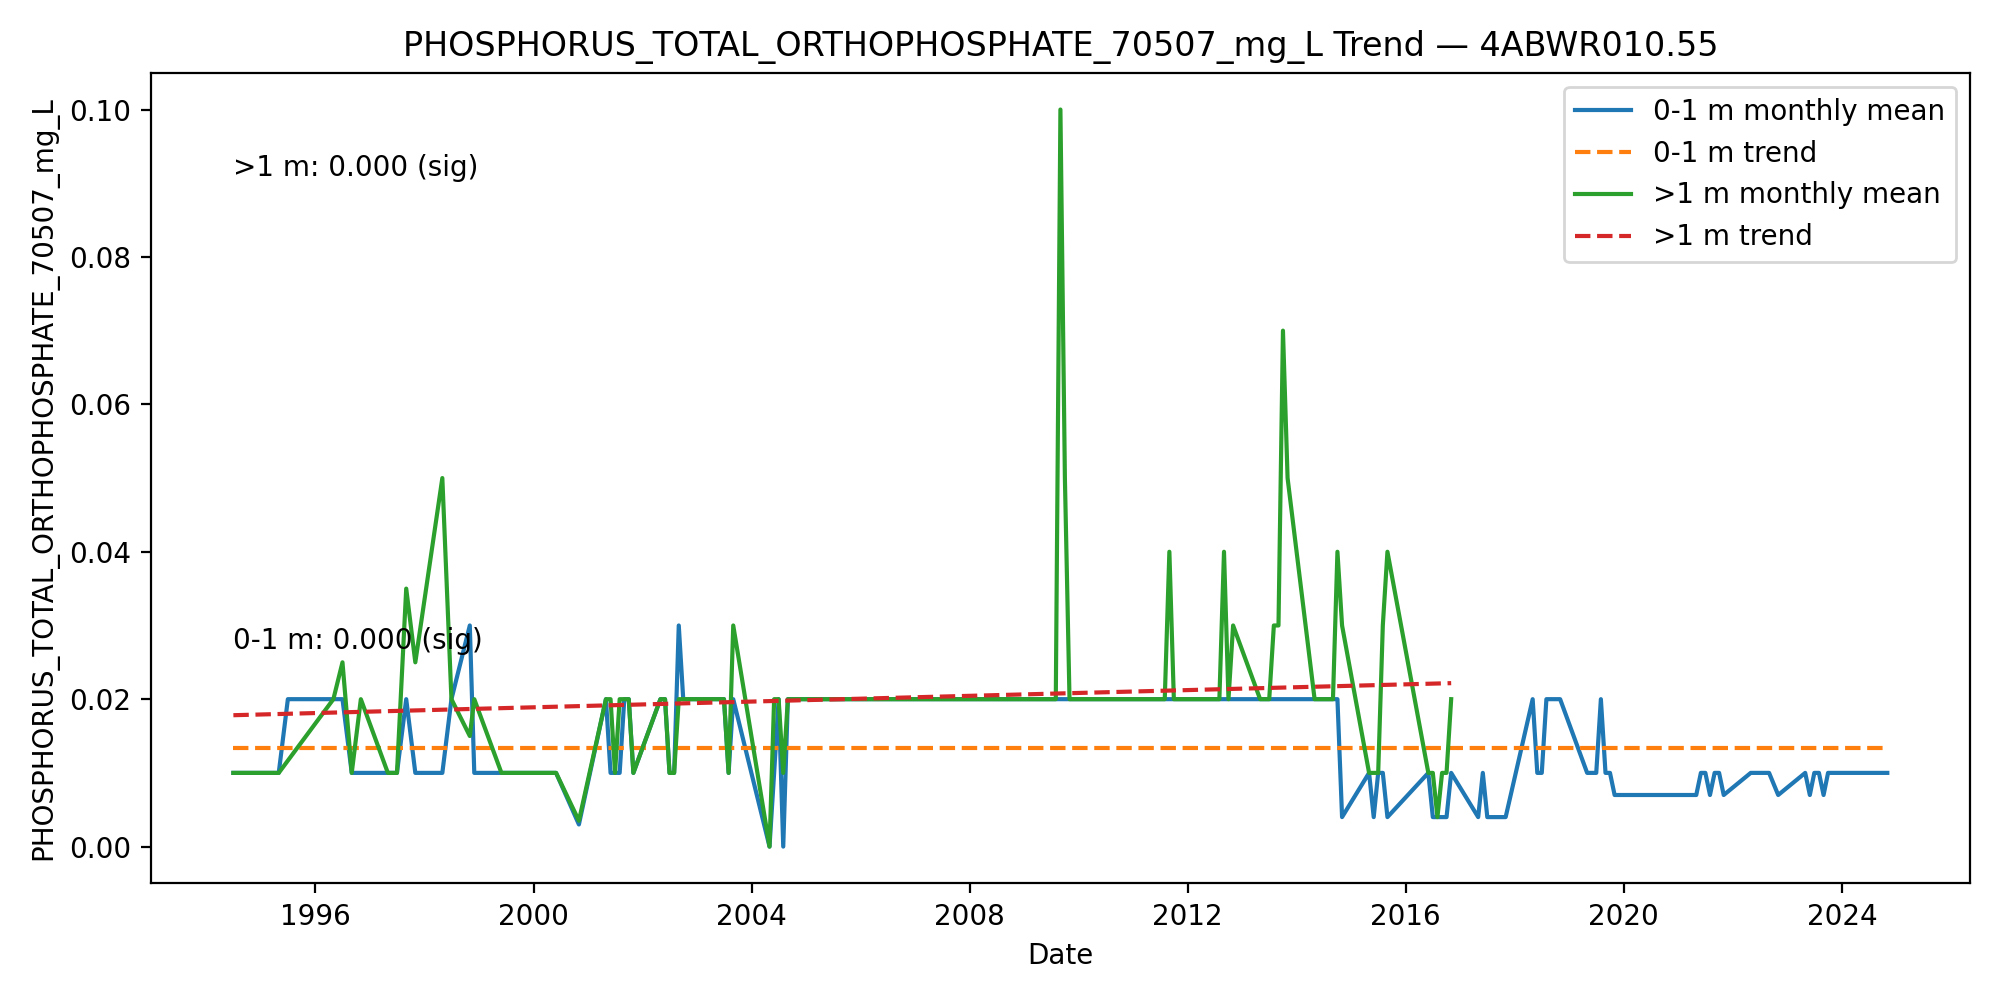 PHOSPHORUS_TOTAL_ORTHOPHOSPHATE_70507_mg_L Trend — 4ABWR010.55
PHOSPHORUS_TOTAL_ORTHOPHOSPHATE_70507_mg_L
0.10
0.08
0.06
0.04
0.02
0.00
>1 m: 0.000 (sig)
0-1 m: 0.000 (sig)
0-1 m monthly mean
0-1 m trend
>1 m monthly mean
>1 m trend
1996 2000 2004 2008 2012 2016 2020 2024
Date